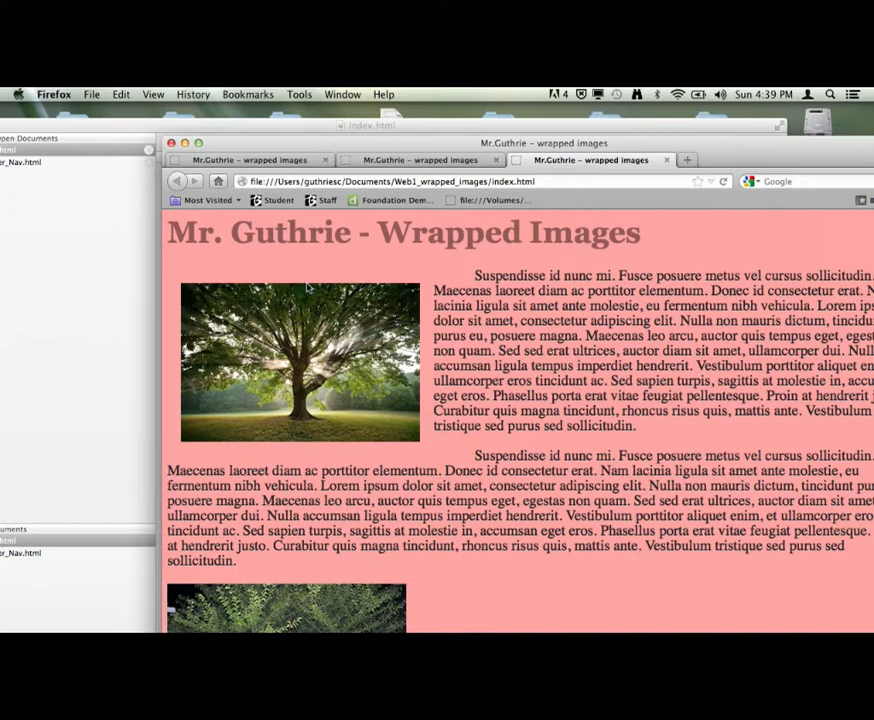 Firefox File Edit View History Bookmarks Tools Window Help 4 Sun 4:39 PM
index.html
pen Documents
html
er_Nav.html
Mr.Guthrie - wrapped images
Mr.Guthrie - wrapped images Mr.Guthrie - wrapped images Mr.Guthrie - wrapped images
file:///Users/guthriesc/Documents/Web1_wrapped_images/index.html Google
Most Visited Student Staff Foundation Dem... file:///Volumes/...
Mr. Guthrie - Wrapped Images
Suspendisse id nunc mi. Fusce posuere metus vel cursus sollicitudin.
Maecenas laoreet diam ac porttitor elementum. Donec id consectetur erat. N
lacinia ligula sit amet ante molestie, eu fermentum nibh vehicula. Lorem ips
dolor sit amet, consectetur adipiscing elit. Nulla non mauris dictum, tincidu
purus eu, posuere magna. Maecenas leo arcu, auctor quis tempus eget, eges
non quam. Sed sed erat ultrices, auctor diam sit amet, ullamcorper dui. Null
accumsan ligula tempus imperdiet hendrerit. Vestibulum porttitor aliquet en
ullamcorper eros tincidunt ac. Sed sapien turpis, sagittis at molestie in, accu
eget eros. Phasellus porta erat vitae feugiat pellentesque. Proin at hendrerit j
Curabitur quis magna tincidunt, rhoncus risus quis, mattis ante. Vestibulum
tristique sed purus sed sollicitudin.
Suspendisse id nunc mi. Fusce posuere metus vel cursus sollicitudin.
Maecenas laoreet diam ac porttitor elementum. Donec id consectetur erat. Nam lacinia ligula sit amet ante molestie, eu
fermentum nibh vehicula. Lorem ipsum dolor sit amet, consectetur adipiscing elit. Nulla non mauris dictum, tincidunt pur
posuere magna. Maecenas leo arcu, auctor quis tempus eget, egestas non quam. Sed sed erat ultrices, auctor diam sit amet
ullamcorper dui. Nulla accumsan ligula tempus imperdiet hendrerit. Vestibulum porttitor aliquet enim, et ullamcorper ero
tincidunt ac. Sed sapien turpis, sagittis at molestie in, accumsan eget eros. Phasellus porta erat vitae feugiat pellentesque.
at hendrerit justo. Curabitur quis magna tincidunt, rhoncus risus quis, mattis ante. Vestibulum tristique sed purus sed
sollicitudin.
uments
html
er_Nav.html